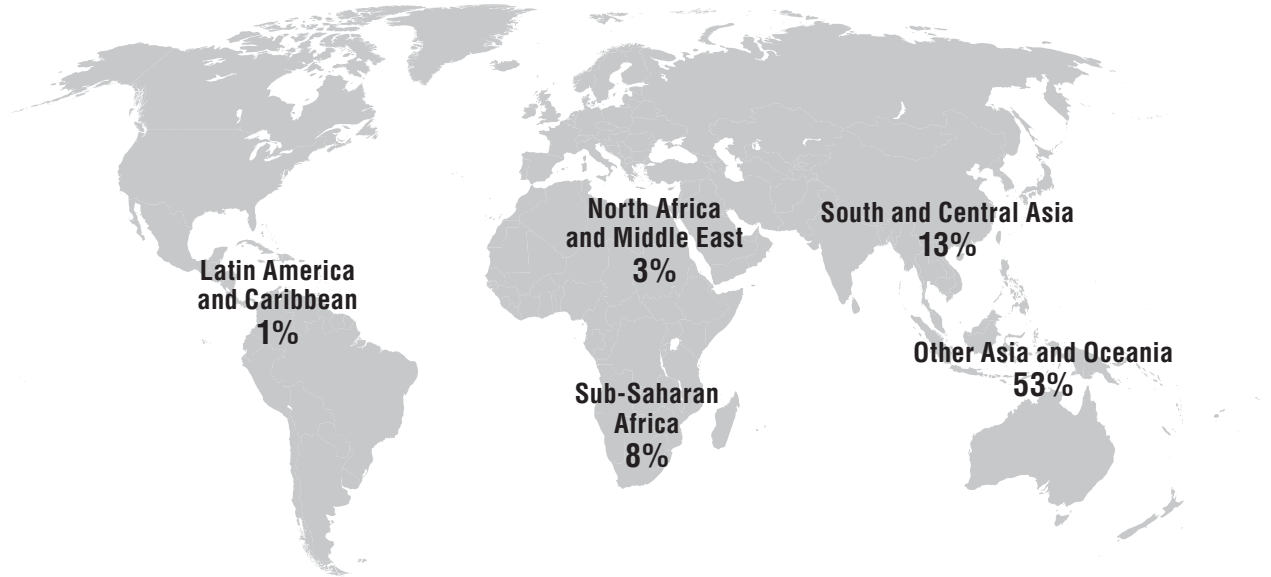 North Africa
and Middle East
3%
South and Central Asia
13%
Latin America
and Caribbean
1%
Other Asia and Oceania
53%
Sub-Saharan
Africa
8%